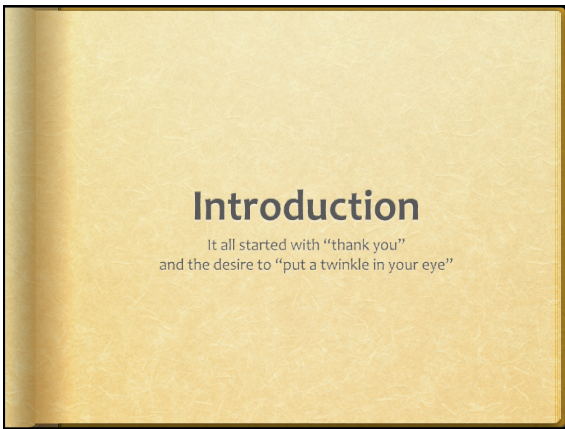 Introduction
It all started with “thank you”
and the desire to “put a twinkle in your eye”